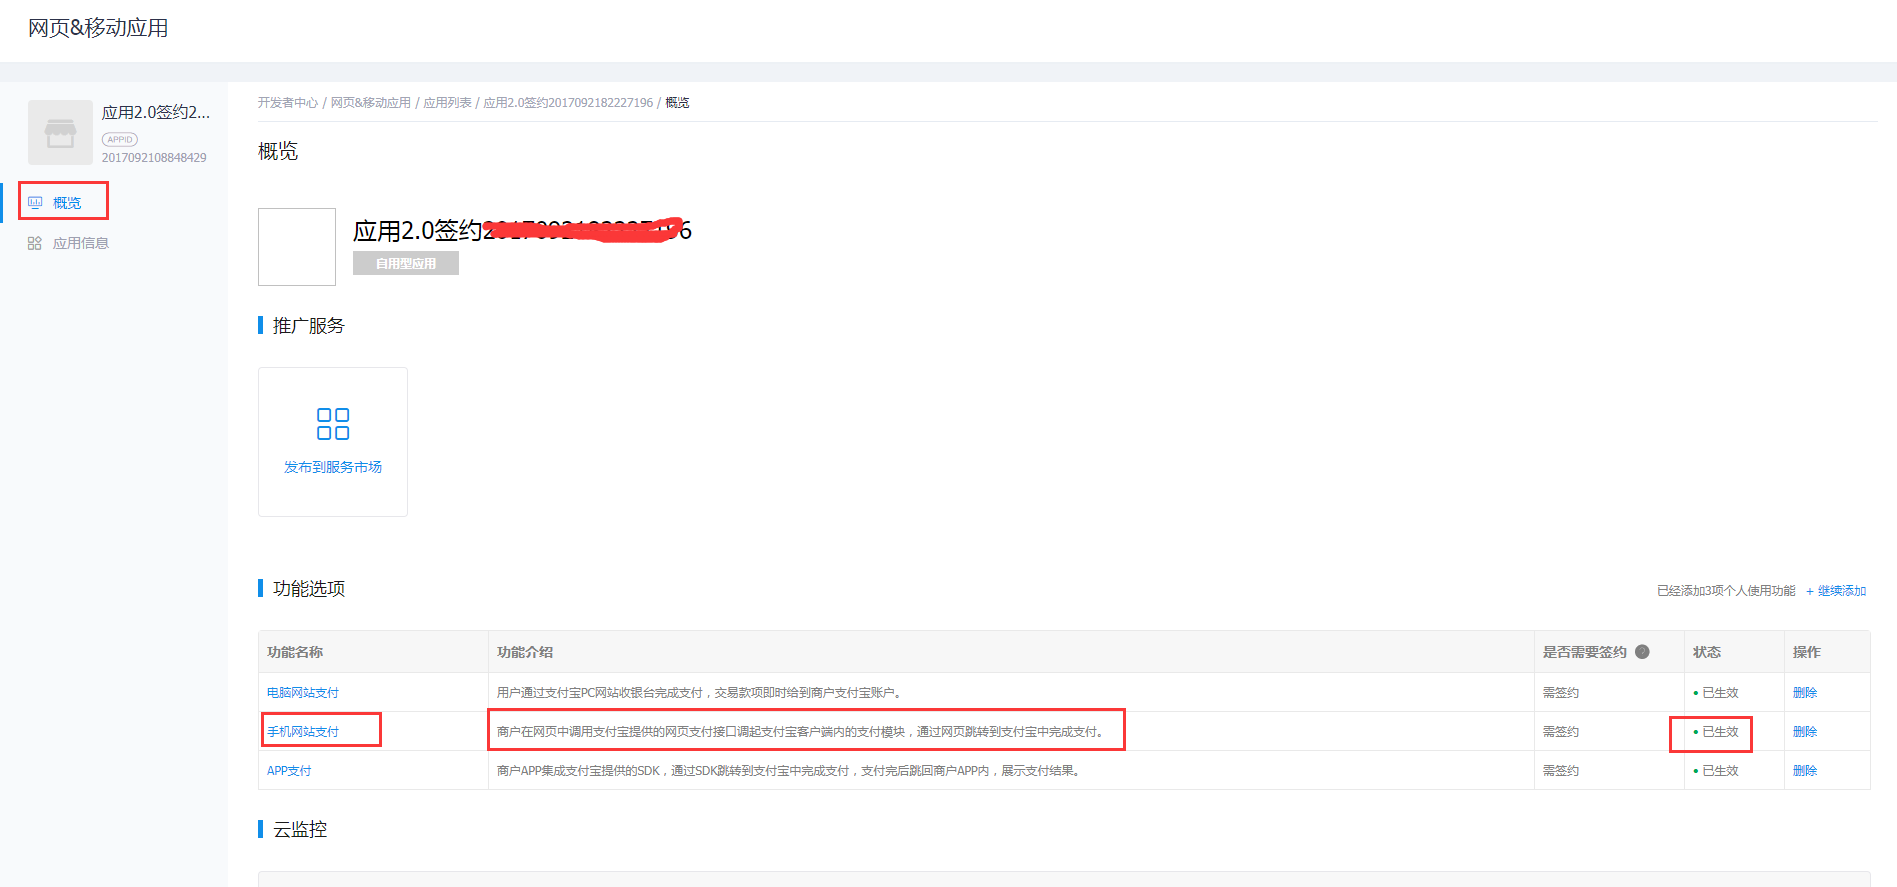 网页&移动应用
应用2.0签约2...
APPID
2017092108848429
概览
应用信息
开发者中心 / 网页&移动应用 / 应用列表 / 应用2.0签约2017092182227196 / 概览
概览
应用2.0签约2017092182227196
自用型应用
推广服务
发布到服务市场
功能选项
已经添加3项个人使用功能 + 继续添加
功能名称 功能介绍 是否需要签约 ? 状态 操作
电脑网站支付 用户通过支付宝PC网站收银台完成支付，交易款项即时给到商户支付宝账户。 需签约 已生效 删除
手机网站支付 商户在网页中调用支付宝提供的网页支付接口调起支付宝客户端内的支付模块，通过网页跳转到支付宝中完成支付。 需签约 已生效 删除
APP支付 商户APP集成支付宝提供的SDK，通过SDK跳转到支付宝中完成支付，支付完后跳回商户APP内，展示支付结果。 需签约 已生效 删除
云监控